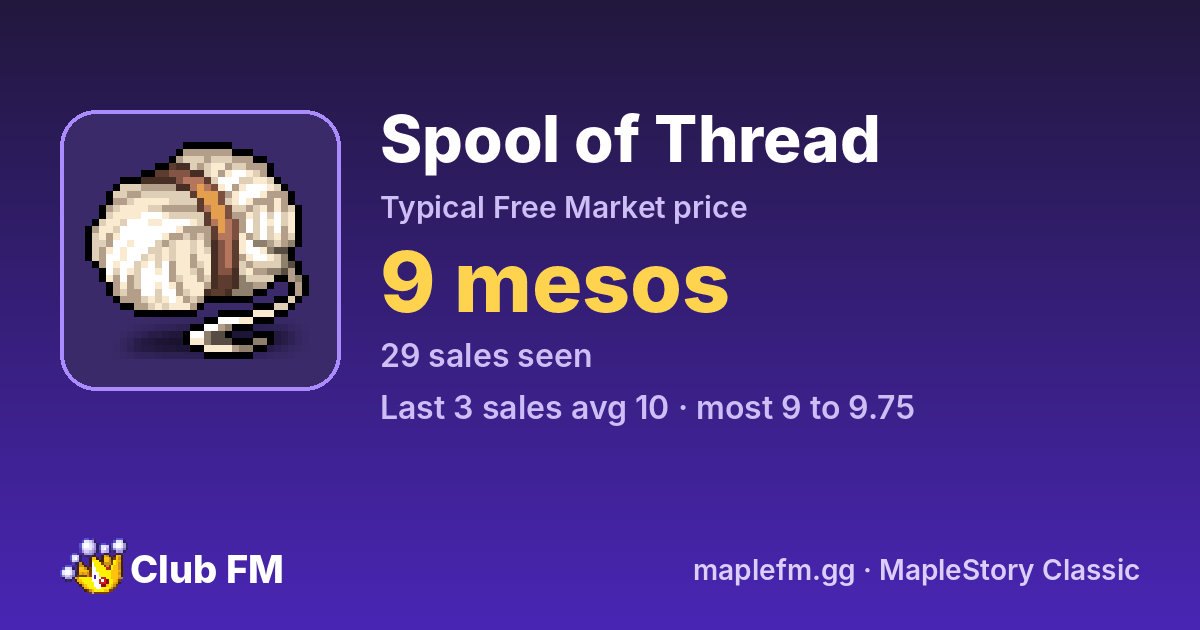 Spool of Thread
Typical Free Market price
9 mesos
29 sales seen
Last 3 sales avg 10 · most 9 to 9.75
Club FM
maplefm.gg · MapleStory Classic